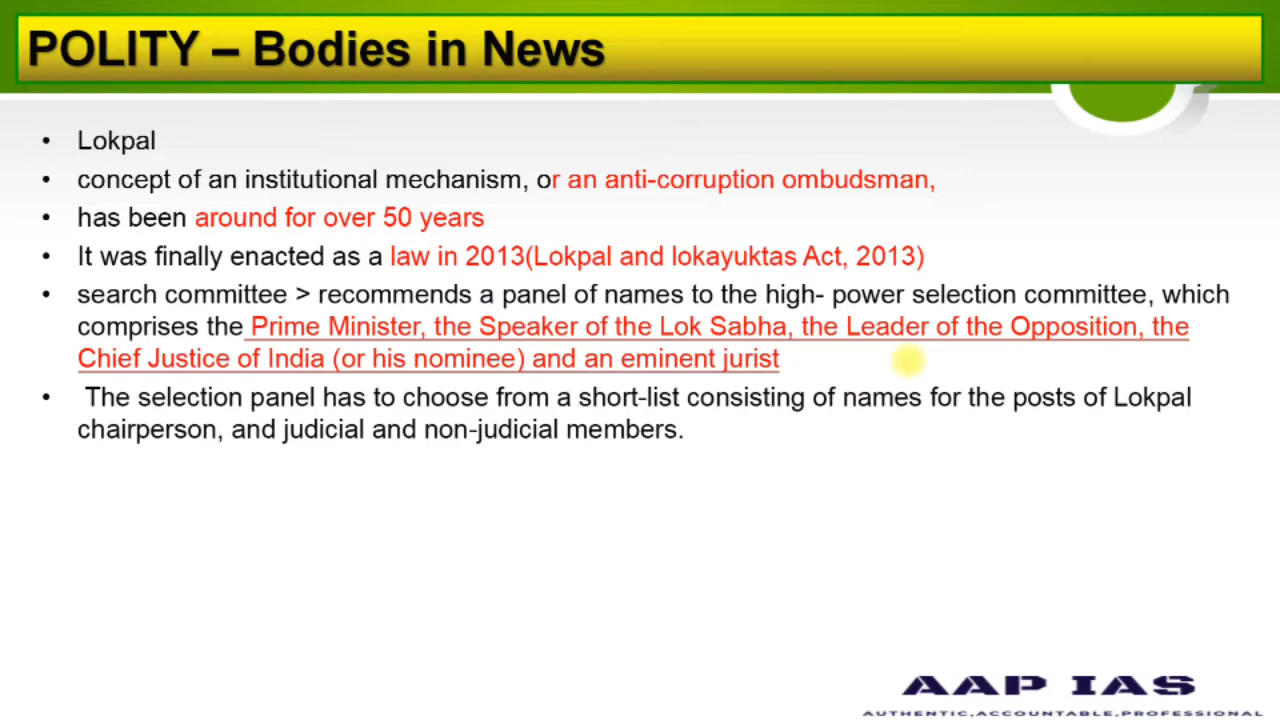 POLITY – Bodies in News
• Lokpal
• concept of an institutional mechanism, or an anti-corruption ombudsman,
• has been around for over 50 years
• It was finally enacted as a law in 2013(Lokpal and lokayuktas Act, 2013)
• search committee > recommends a panel of names to the high- power selection committee, which
comprises the Prime Minister, the Speaker of the Lok Sabha, the Leader of the Opposition, the
Chief Justice of India (or his nominee) and an eminent jurist
• The selection panel has to choose from a short-list consisting of names for the posts of Lokpal
chairperson, and judicial and non-judicial members.
AAP IAS
AUTHENTIC,ACCOUNTABLE,PROFESSIONAL